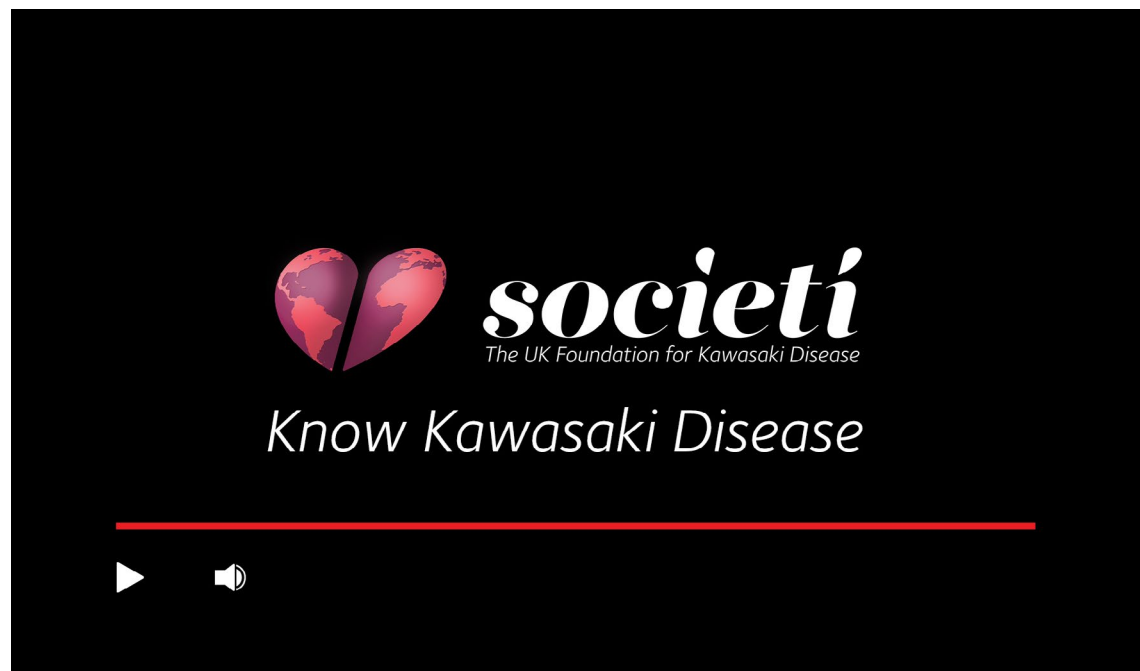 societí
The UK Foundation for Kawasaki Disease
Know Kawasaki Disease